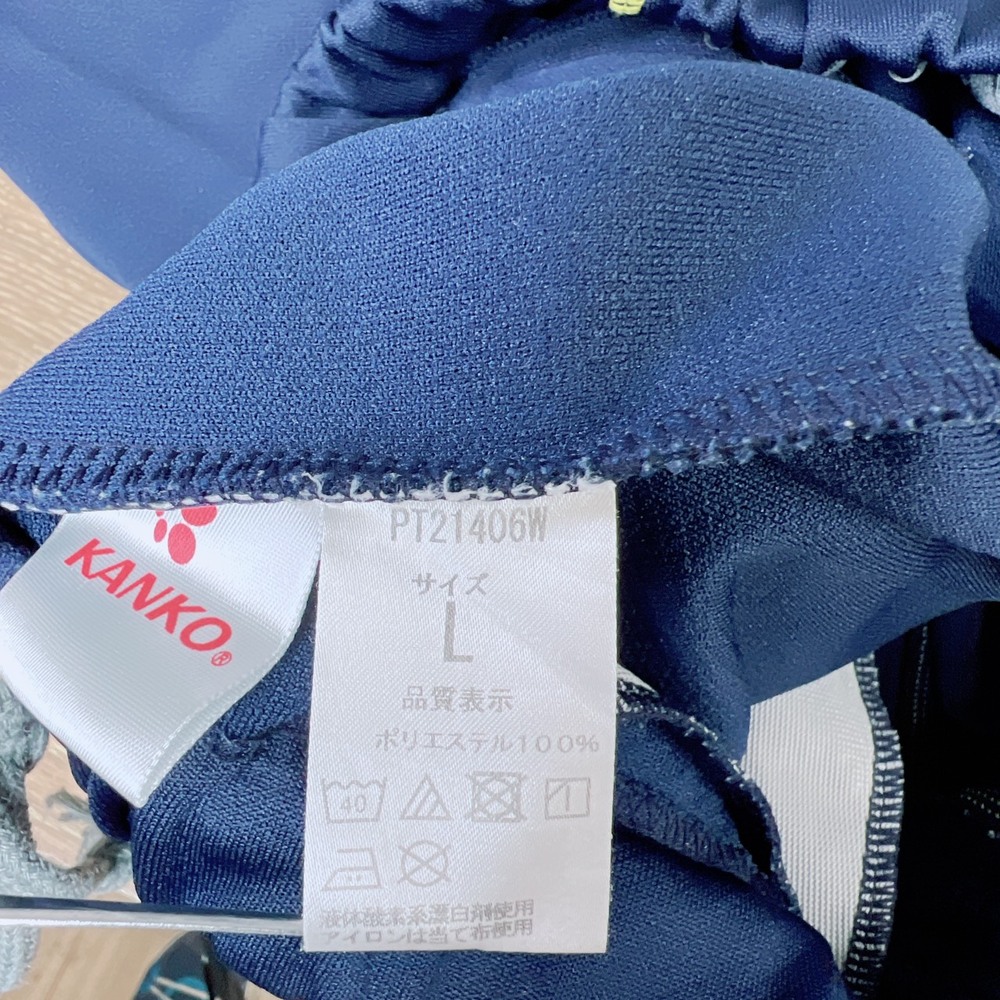 KANKO®
PT21406W
サイズ
L
品質表示
ポリエステル100%
40
液体酸素系漂白剤使用
アイロンは当て布使用